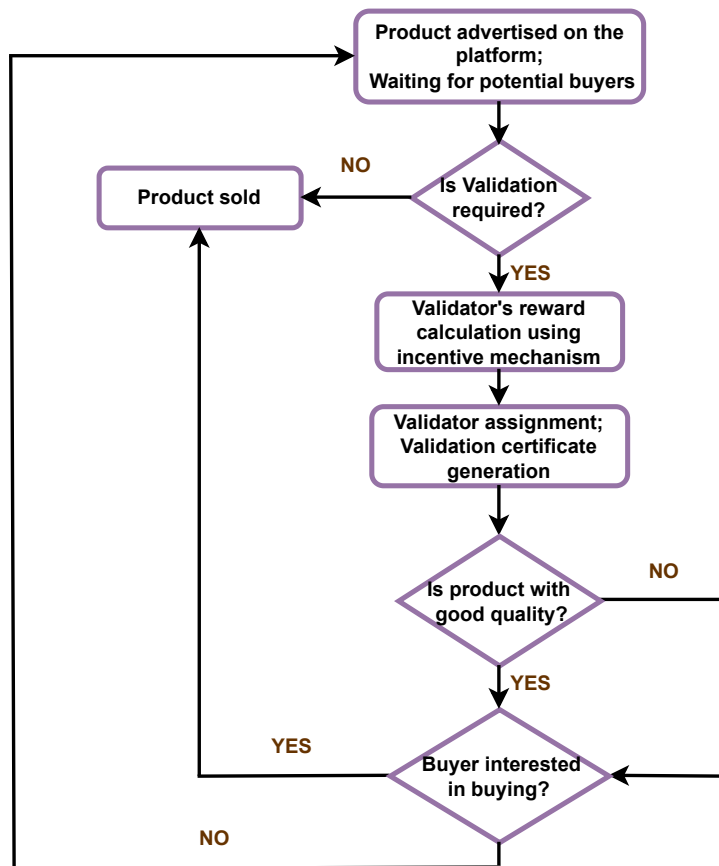 Product advertised on the
platform;
Waiting for potential buyers
NO
Is Validation
required?
Product sold
YES
Validator's reward
calculation using
incentive mechanism
Validator assignment;
Validation certificate
generation
Is product with
good quality?
NO
YES
YES
Buyer interested
in buying?
NO